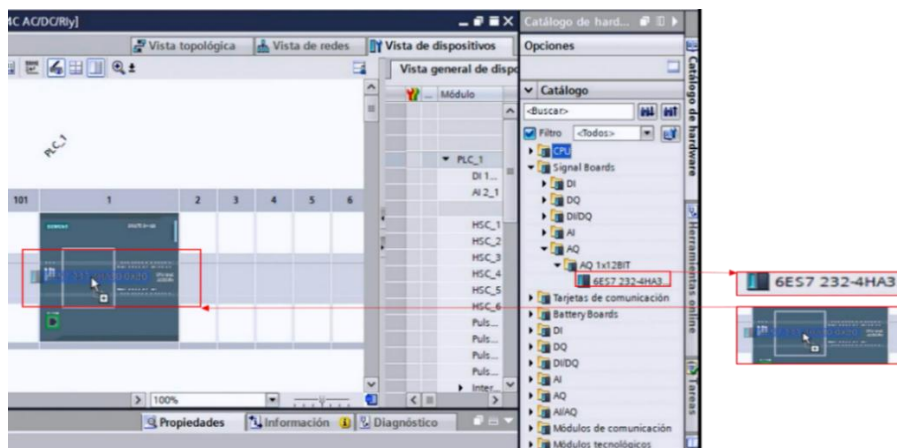 4C AC/DC/Rly]
Vista topológica
Vista de redes
Vista de dispositivos
Vista general de dispo
... Módulo
PLC_1
PLC_1
DI 1...
AI 2_1
HSC_1
HSC_2
HSC_3
HSC_4
HSC_5
HSC_6
Puls...
Puls...
Puls...
Puls...
Inter...
101 1 2 3 4 5 6
SIEMENS
100%
Propiedades
Información
Diagnóstico
Catálogo de hard...
Opciones
Catálogo
<Buscar>
Filtro <Todos>
CPU
Signal Boards
DI
DQ
DI/DQ
AI
AQ
AQ 1x12BIT
6ES7 232-4HA3...
Tarjetas de comunicación
Battery Boards
DI
DQ
DI/DQ
AI
AQ
AI/AQ
Módulos de comunicación
Módulos tecnológicos
Catálogo de hardware
Herramientas online
Tareas
6ES7 232-4HA3